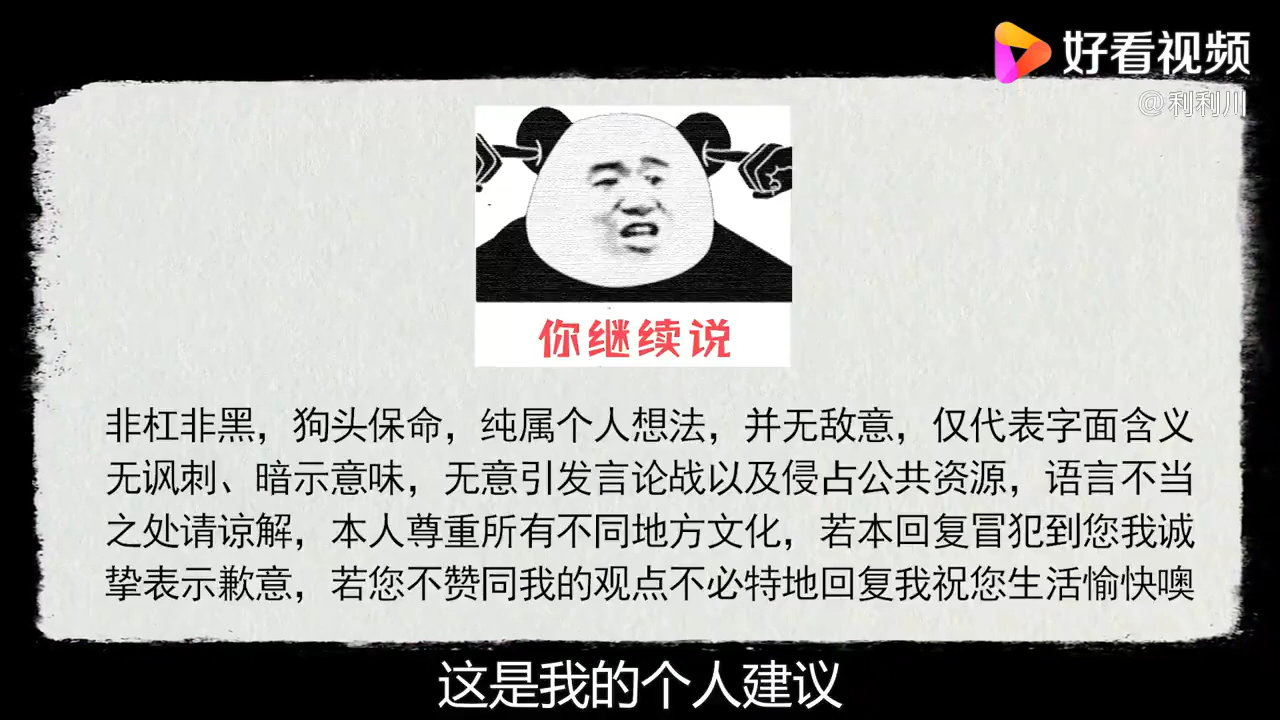 好看视频
@利利川
你继续说
非杠非黑，狗头保命，纯属个人想法，并无敌意，仅代表字面含义
无讽刺、暗示意味，无意引发言论战以及侵占公共资源，语言不当
之处请谅解，本人尊重所有不同地方文化，若本回复冒犯到您我诚
挚表示歉意，若您不赞同我的观点不必特地回复我祝您生活愉快噢
这是我的个人建议